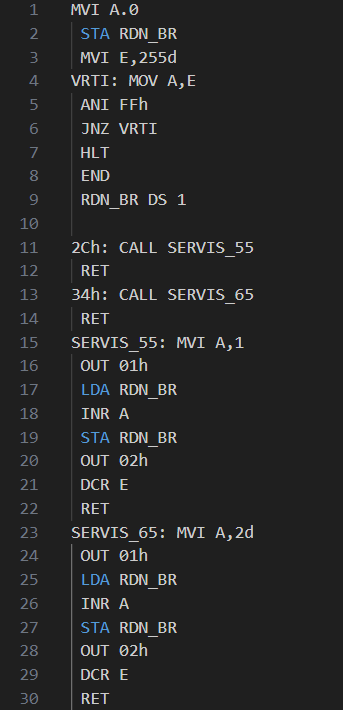 1 MVI A.0
2 STA RDN_BR
3 MVI E,255d
4 VRTI: MOV A,E
5 ANI FFh
6 JNZ VRTI
7 HLT
8 END
9 RDN_BR DS 1
10
11 2Ch: CALL SERVIS_55
12 RET
13 34h: CALL SERVIS_65
14 RET
15 SERVIS_55: MVI A,1
16 OUT 01h
17 LDA RDN_BR
18 INR A
19 STA RDN_BR
20 OUT 02h
21 DCR E
22 RET
23 SERVIS_65: MVI A,2d
24 OUT 01h
25 LDA RDN_BR
26 INR A
27 STA RDN_BR
28 OUT 02h
29 DCR E
30 RET